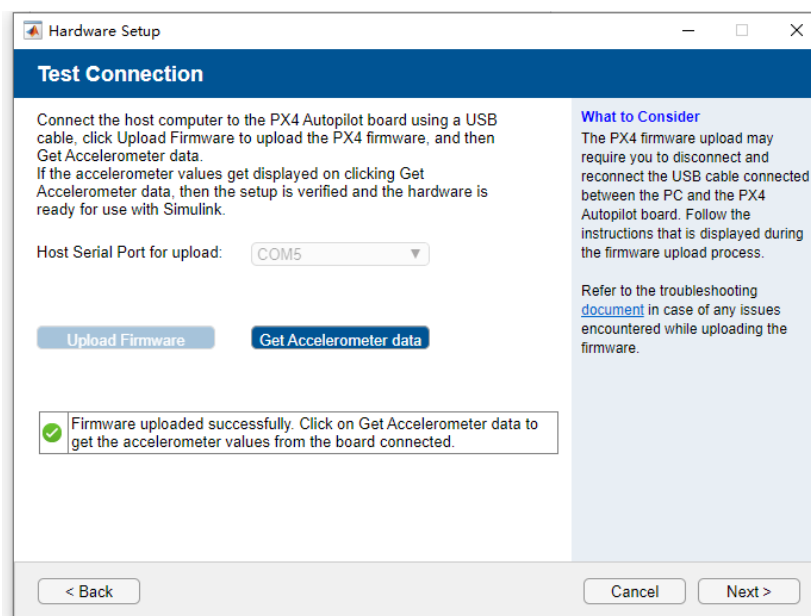 Hardware Setup
Test Connection
Connect the host computer to the PX4 Autopilot board using a USB
cable, click Upload Firmware to upload the PX4 firmware, and then
Get Accelerometer data.
If the accelerometer values get displayed on clicking Get
Accelerometer data, then the setup is verified and the hardware is
ready for use with Simulink.
Host Serial Port for upload:
COM5
Upload Firmware
Get Accelerometer data
Firmware uploaded successfully. Click on Get Accelerometer data to
get the accelerometer values from the board connected.
What to Consider
The PX4 firmware upload may
require you to disconnect and
reconnect the USB cable connected
between the PC and the PX4
Autopilot board. Follow the
instructions that is displayed during
the firmware upload process.
Refer to the troubleshooting
document in case of any issues
encountered while uploading the
firmware.
< Back
Cancel
Next >